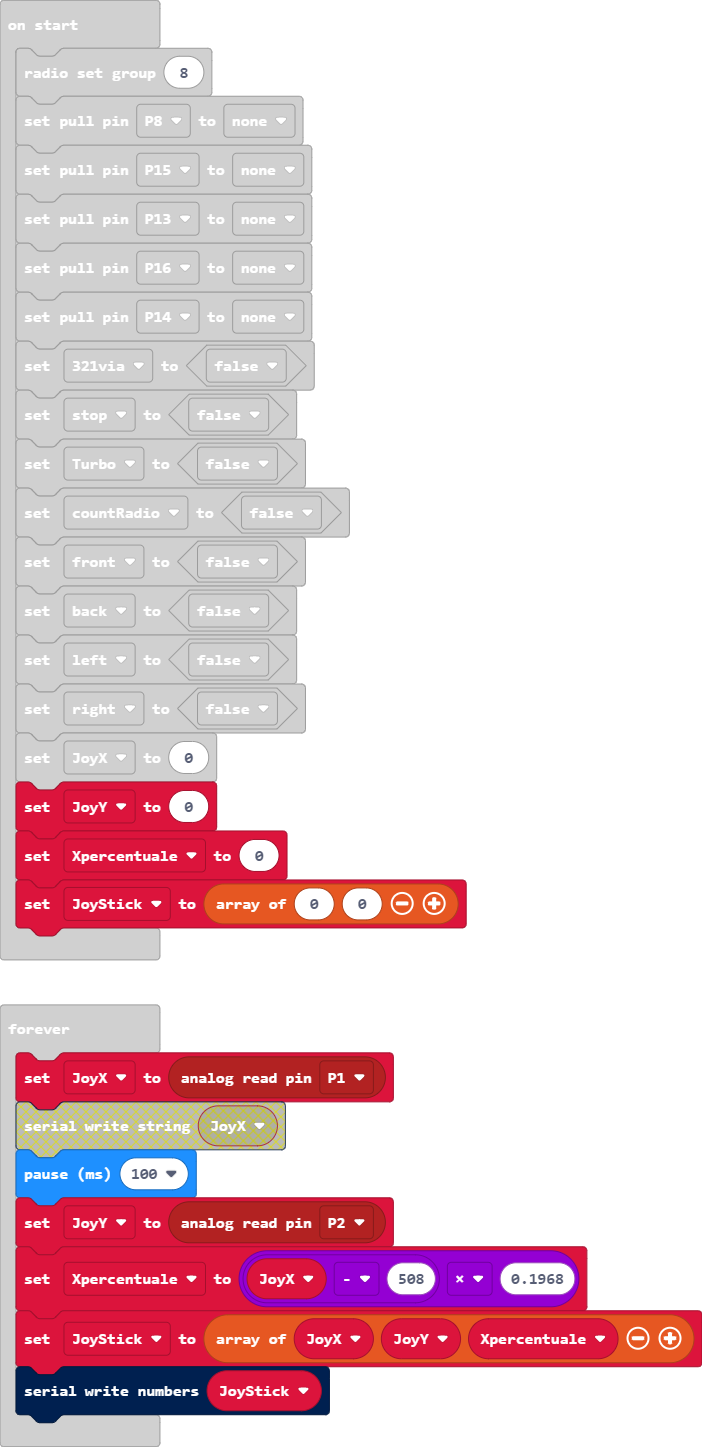 on start
radio set group 8
set pull pin P8 to none
set pull pin P15 to none
set pull pin P13 to none
set pull pin P16 to none
set pull pin P14 to none
set 321via to false
set stop to false
set Turbo to false
set countRadio to false
set front to false
set back to false
set left to false
set right to false
set JoyX to 0
set JoyY to 0
set Xpercentuale to 0
set JoyStick to array of 0 0
forever
set JoyX to analog read pin P1
serial write string JoyX
pause (ms) 100
set JoyY to analog read pin P2
set Xpercentuale to JoyX - 508 × 0.1968
set JoyStick to array of JoyX JoyY Xpercentuale
serial write numbers JoyStick